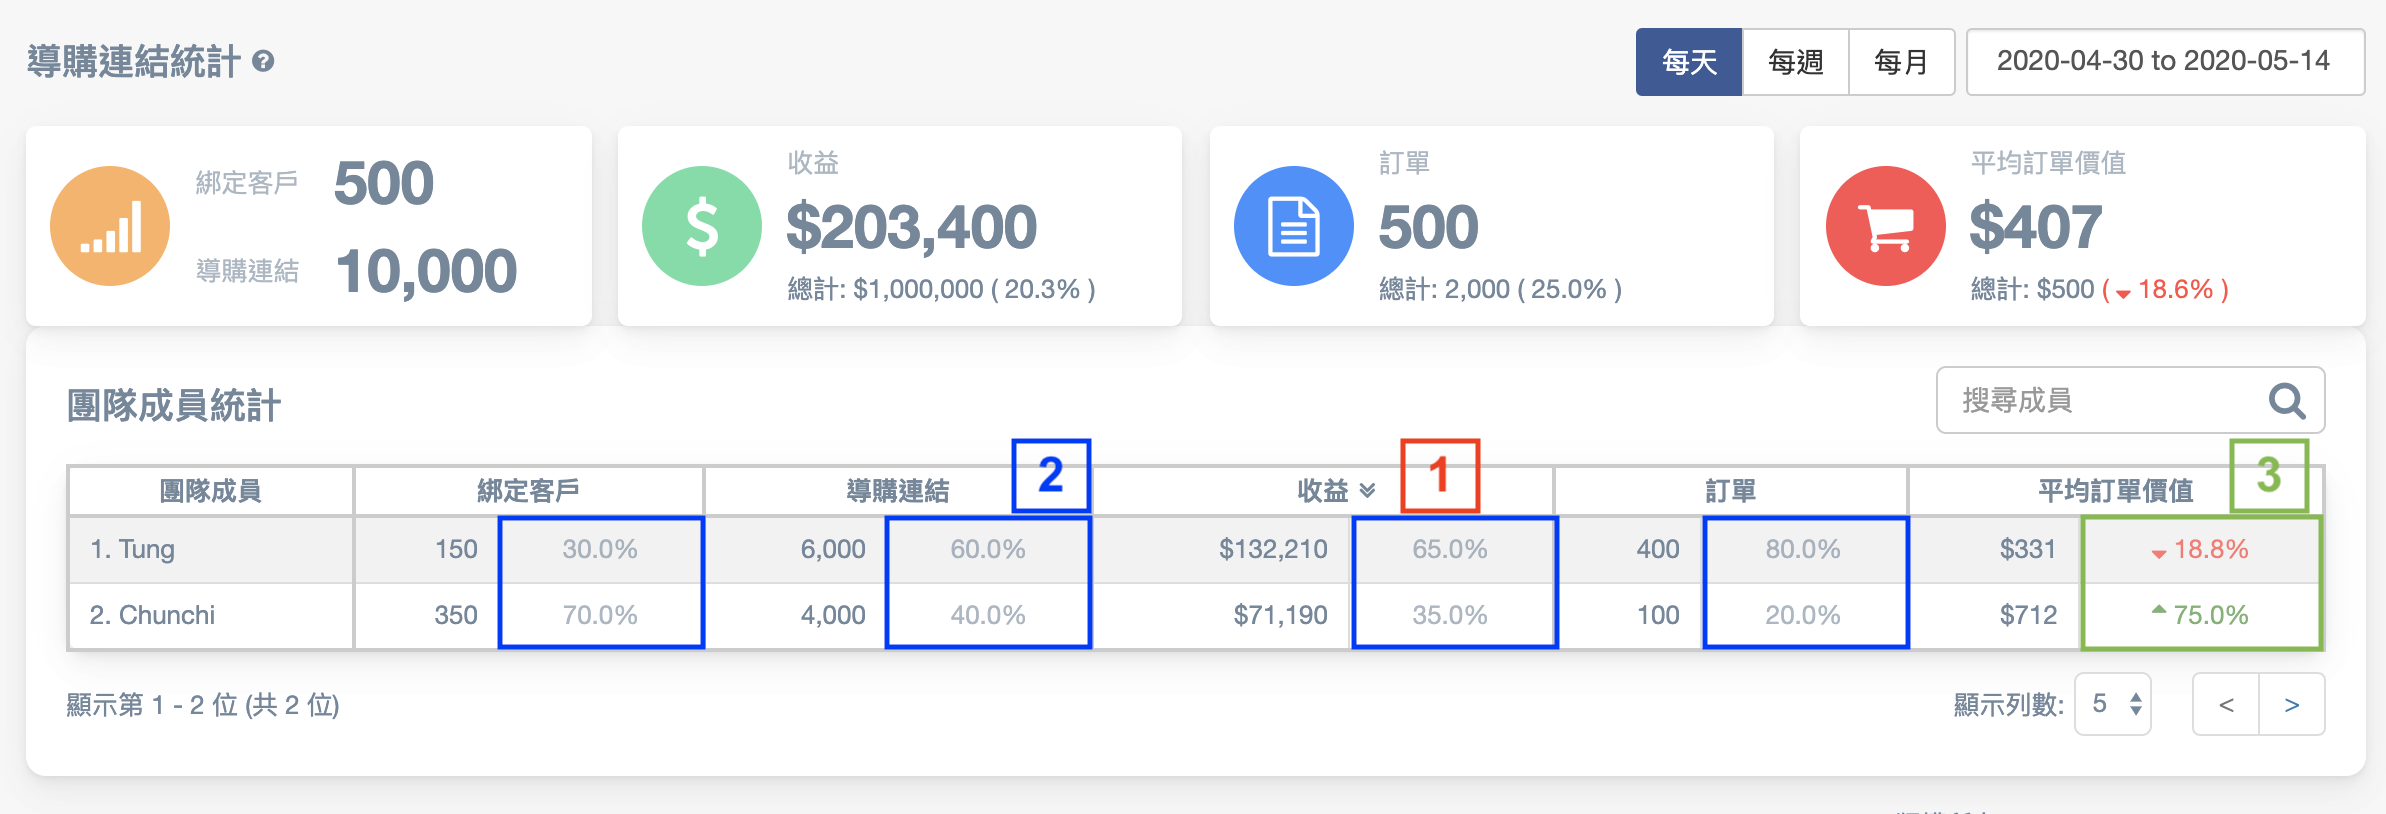 導購連結統計 ?
每天 每週 每月 2020-04-30 to 2020-05-14
綁定客戶 500
導購連結 10,000
收益
$203,400
總計: $1,000,000 ( 20.3% )
訂單
500
總計: 2,000 ( 25.0% )
平均訂單價值
$407
總計: $500 ( 18.6% )
團隊成員統計
搜尋成員
2 1 3
團隊成員 綁定客戶 導購連結 收益 訂單 平均訂單價值
1. Tung 150 30.0% 6,000 60.0% $132,210 65.0% 400 80.0% $331 18.8%
2. Chunchi 350 70.0% 4,000 40.0% $71,190 35.0% 100 20.0% $712 75.0%
顯示第 1 - 2 位 (共 2 位)
顯示列數: 5 < >